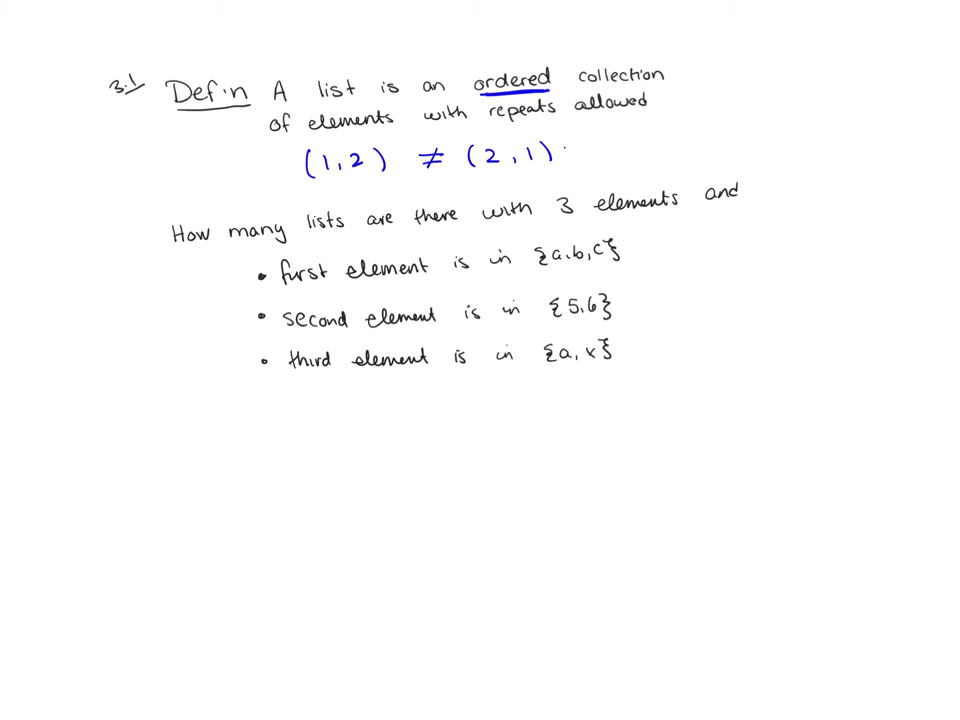 3.1 Def'n A list is an ordered collection
of elements with repeats allowed
(1,2) ≠ (2,1)
How many lists are there with 3 elements and
• first element is in {a,b,c}
• second element is in {5,6}
• third element is in {a,x}